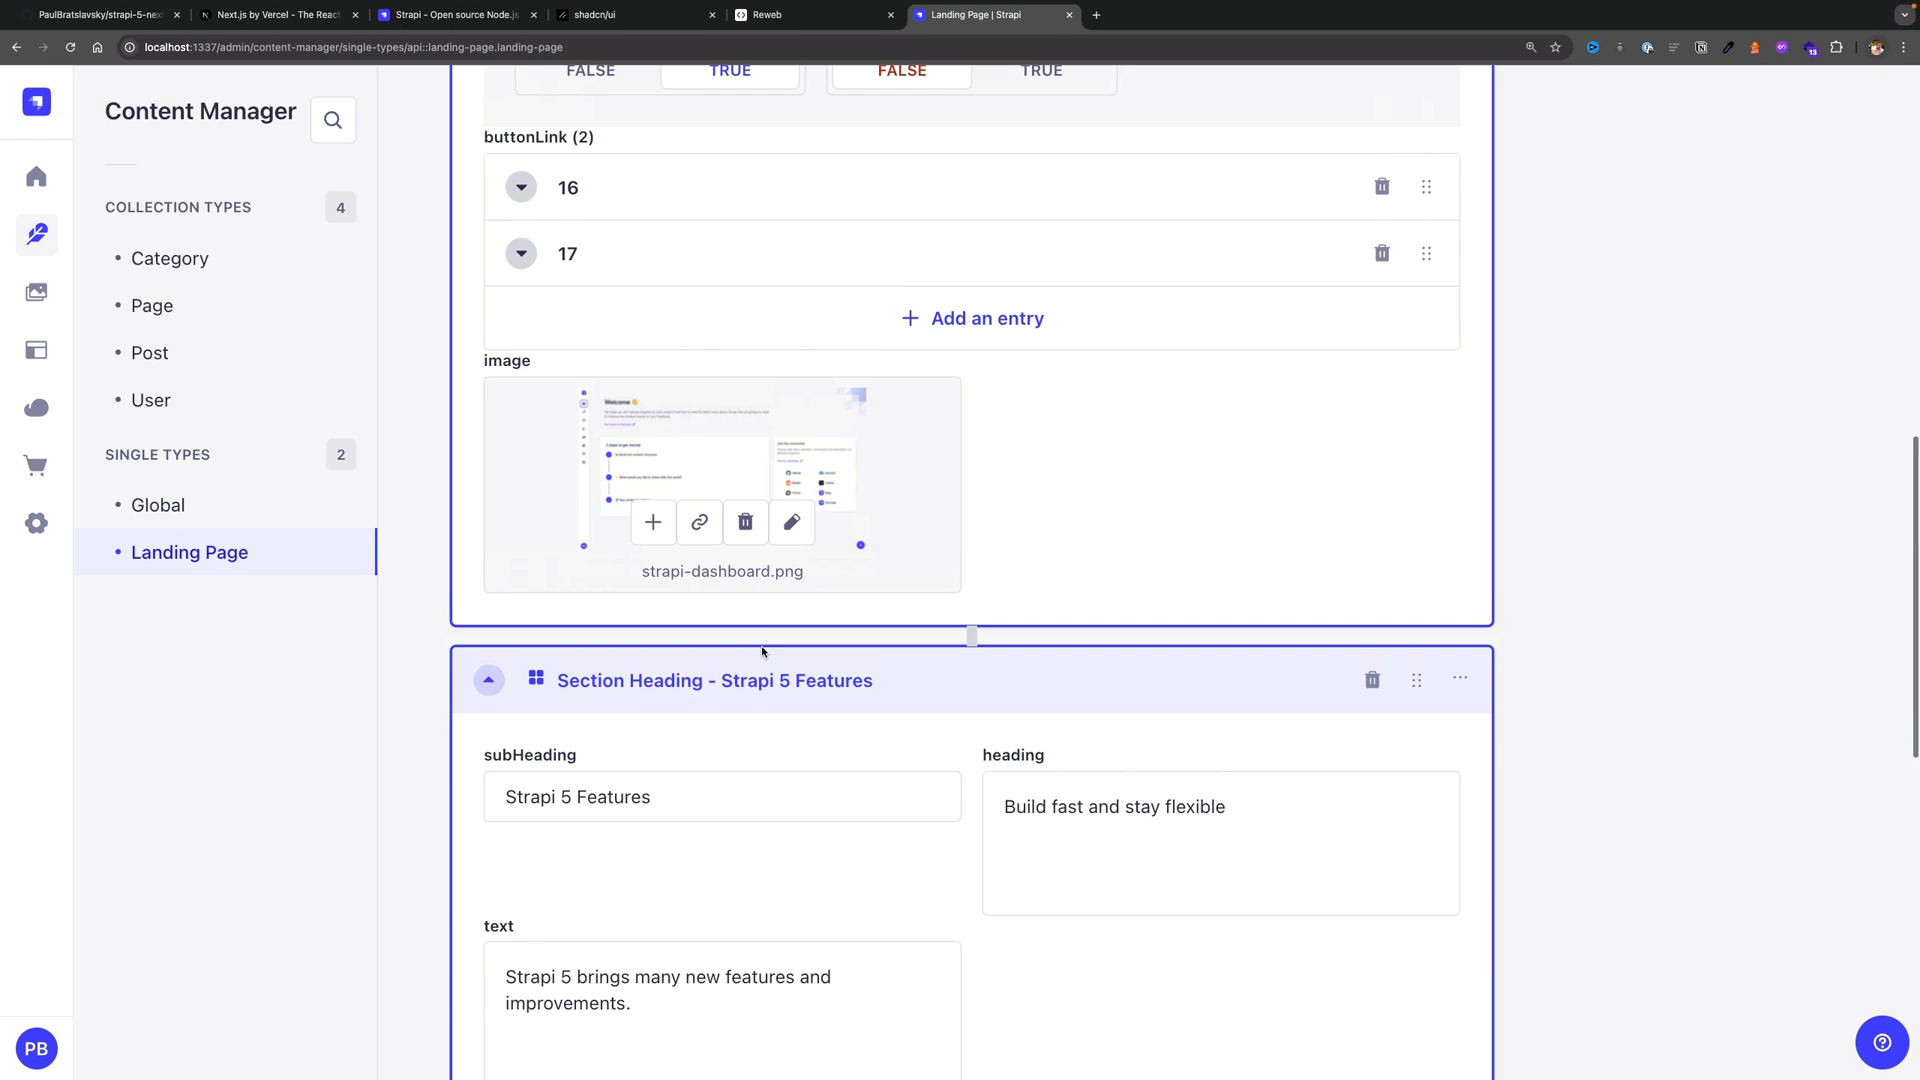 PaulBratslavsky/strapi-5-nex
Next.js by Vercel - The React
Strapi - Open source Node.js
shadcn/ui
Reweb
Landing Page | Strapi
localhost:1337/admin/content-manager/single-types/api::landing-page.landing-page
13
Content Manager
COLLECTION TYPES 4
Category
Page
Post
User
SINGLE TYPES 2
Global
Landing Page
PB
FALSE TRUE FALSE TRUE
buttonLink (2)
16
17
Add an entry
image
Welcome
strapi-dashboard.png
Section Heading - Strapi 5 Features
subHeading heading
Strapi 5 Features
Build fast and stay flexible
text
Strapi 5 brings many new features and
improvements.